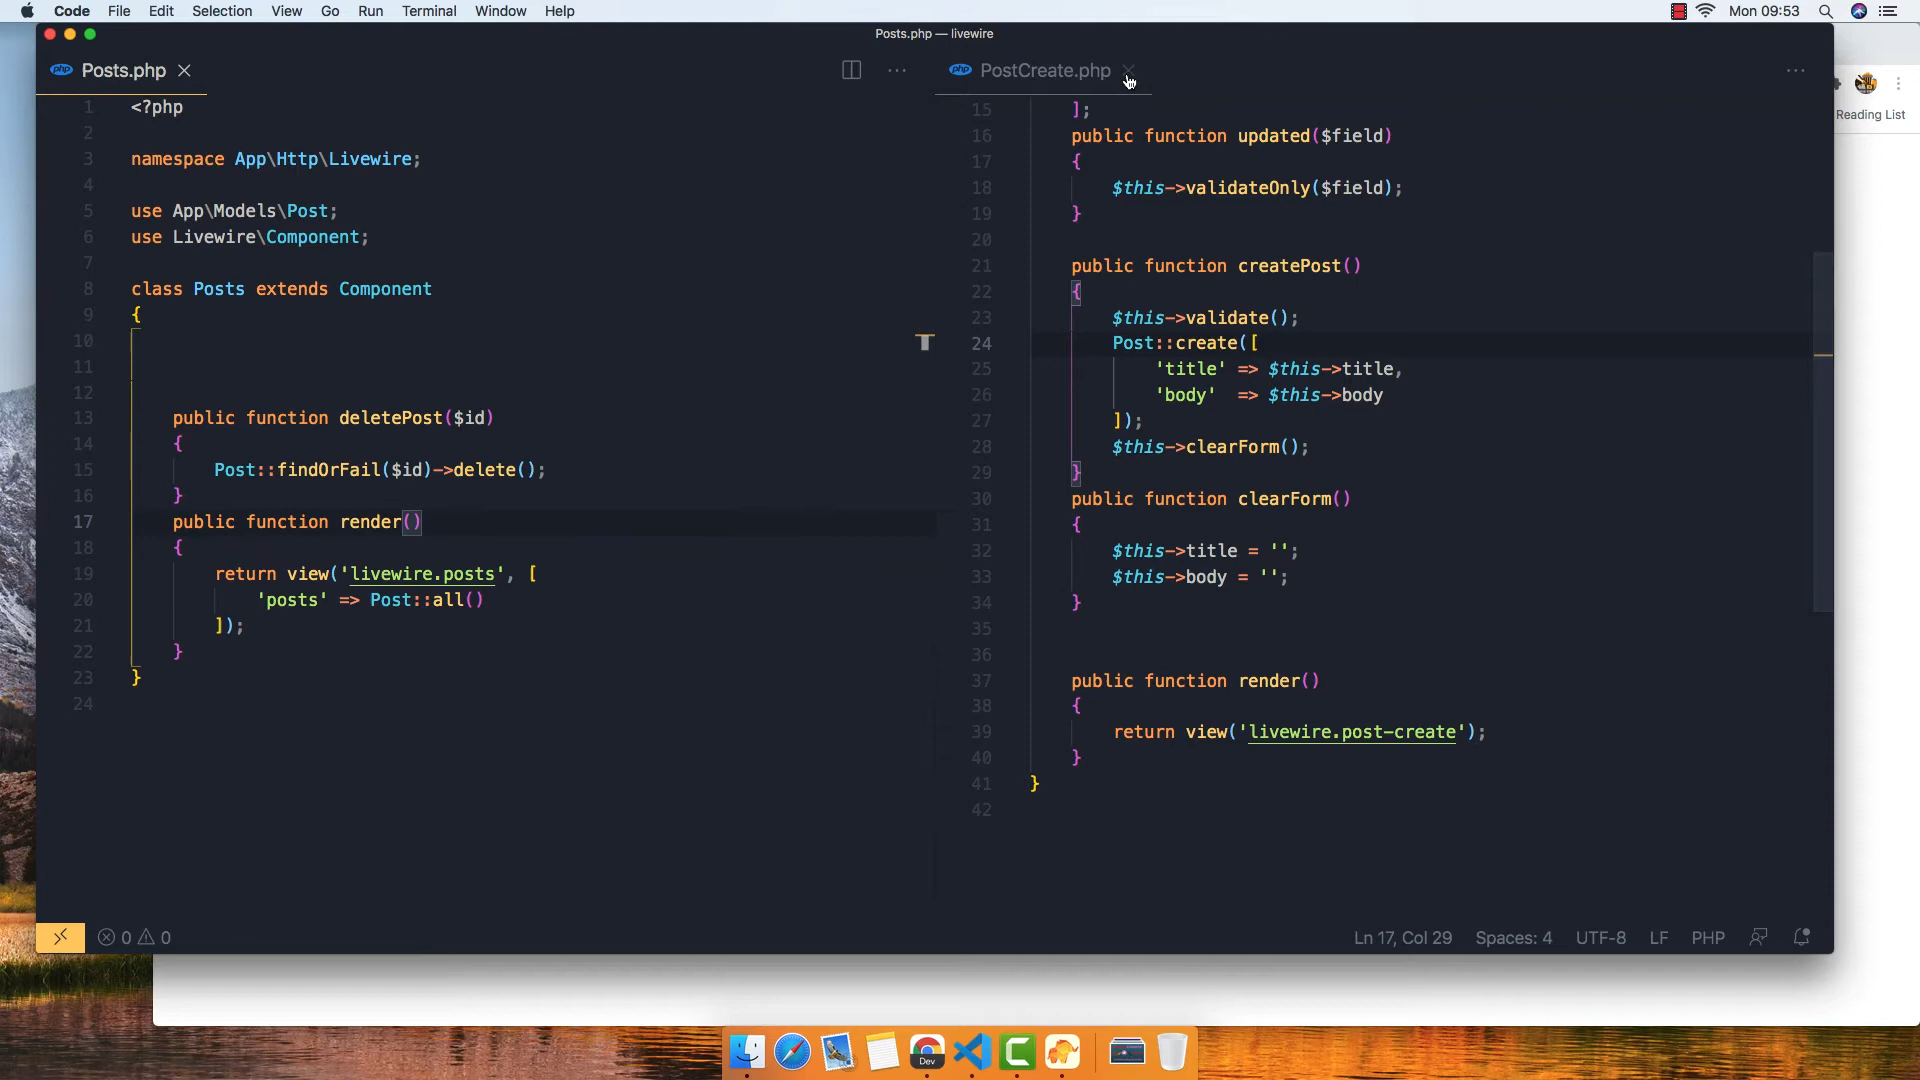 Code File Edit Selection View Go Run Terminal Window Help Mon 09:53
Posts.php — livewire
php Posts.php
1 <?php
2
3 namespace App\Http\Livewire;
4
5 use App\Models\Post;
6 use Livewire\Component;
7
8 class Posts extends Component
9 {
10
11
12
13 public function deletePost($id)
14 {
15 Post::findOrFail($id)->delete();
16 }
17 public function render()
18 {
19 return view('livewire.posts', [
20 'posts' => Post::all()
21 ]);
22 }
23 }
24
php PostCreate.php
15 ];
16 public function updated($field)
17 {
18 $this->validateOnly($field);
19 }
20
21 public function createPost()
22 {
23 $this->validate();
24 Post::create([
25 'title' => $this->title,
26 'body' => $this->body
27 ]);
28 $this->clearForm();
29 }
30 public function clearForm()
31 {
32 $this->title = '';
33 $this->body = '';
34 }
35
36
37 public function render()
38 {
39 return view('livewire.post-create');
40 }
41 }
42
Reading List
0 0 Ln 17, Col 29 Spaces: 4 UTF-8 LF PHP
Dev